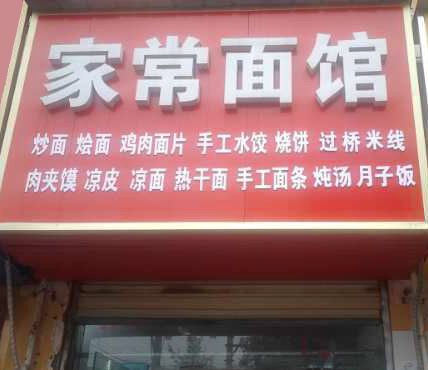 家常面馆
炒面 烩面 鸡肉面片 手工水饺 烧饼 过桥米线
肉夹馍 凉皮 凉面 热干面 手工面条 炖汤 月子饭